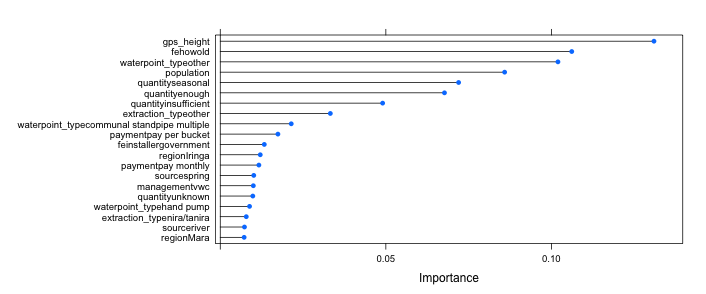 gps_height
fehowold
waterpoint_typeother
population
quantityseasonal
quantityenough
quantityinsufficient
extraction_typeother
waterpoint_typecommunal standpipe multiple
paymentpay per bucket
feinstallergovernment
regionIringa
paymentpay monthly
sourcespring
managementvwc
quantityunknown
waterpoint_typehand pump
extraction_typenira/tanira
sourceriver
regionMara
0.05 0.10
Importance